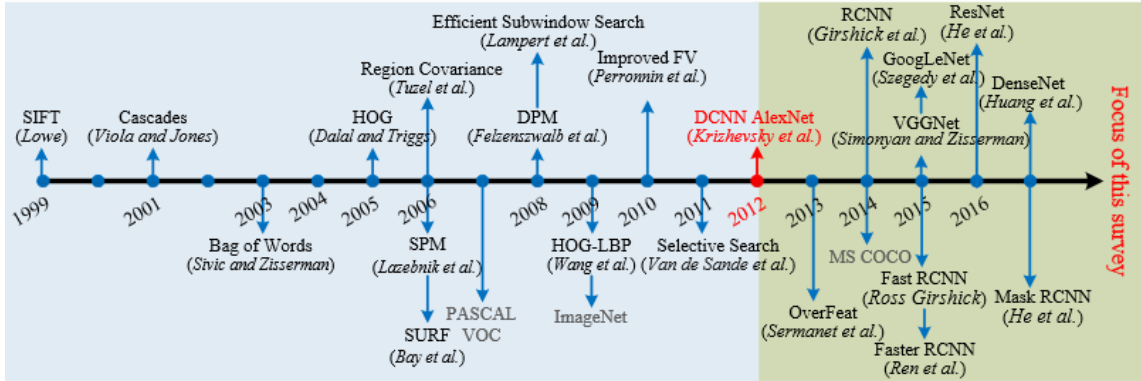 SIFT
(Lowe)
Cascades
(Viola and Jones)
HOG
(Dalal and Triggs)
Region Covariance
(Tuzel et al.)
Efficient Subwindow Search
(Lampert et al.)
DPM
(Felzenszwalb et al.)
Improved FV
(Perronnin et al.)
DCNN AlexNet
(Krizhevsky et al.)
RCNN
(Girshick et al.)
GoogLeNet
(Szegedy et al.)
VGGNet
(Simonyan and Zisserman)
ResNet
(He et al.)
DenseNet
(Huang et al.)
Focus of this survey
1999
2001
2003
2004
2005
2006
2008
2009
2010
2011
2012
2013
2014
2015
2016
Bag of Words
(Sivic and Zisserman)
SPM
(Lazebnik et al.)
SURF
(Bay et al.)
PASCAL
VOC
HOG-LBP
(Wang et al.)
ImageNet
Selective Search
(Van de Sande et al.)
OverFeat
(Sermanet et al.)
MS COCO
Fast RCNN
(Ross Girshick)
Faster RCNN
(Ren et al.)
Mask RCNN
(He et al.)